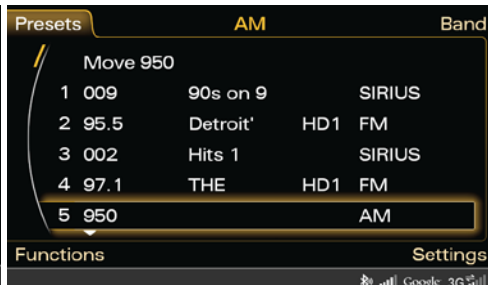 Presets AM Band
Move 950
1 009 90s on 9 SIRIUS
2 95.5 Detroit' HD1 FM
3 002 Hits 1 SIRIUS
4 97.1 THE HD1 FM
5 950 AM
Functions Settings
Google 3G